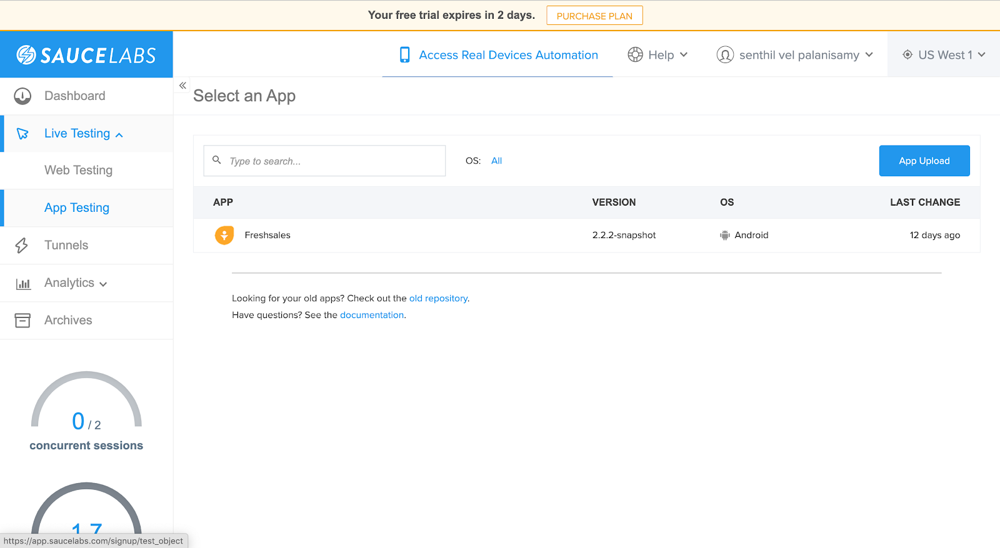 Your free trial expires in 2 days. PURCHASE PLAN
SAUCELABS
Access Real Devices Automation Help senthil vel palanisamy US West 1
Dashboard
Live Testing
Web Testing
App Testing
Tunnels
Analytics
Archives
0 / 2
concurrent sessions
Select an App
Type to search... OS: All App Upload
APP VERSION OS LAST CHANGE
Freshsales 2.2.2-snapshot Android 12 days ago
Looking for your old apps? Check out the old repository.
Have questions? See the documentation.
https://app.saucelabs.com/signup/test_object